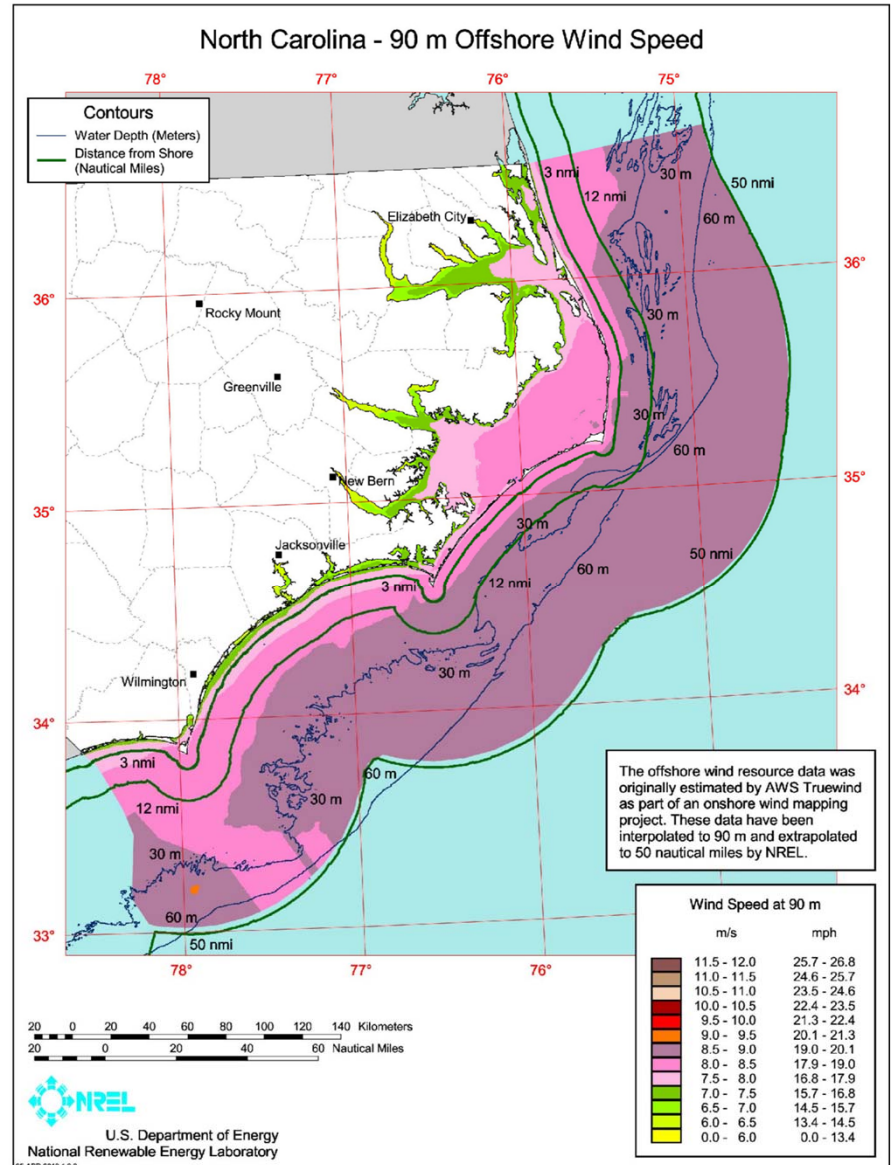 North Carolina - 90 m Offshore Wind Speed
78°
77°
76°
75°
Contours
Water Depth (Meters)
Distance from Shore
(Nautical Miles)
3 nmi
12 nmi
30 m
60 m
50 nmi
Elizabeth City
36°
36°
Rocky Mount
30 m
Greenville
30 m
60 m
New Bern
35°
35°
30 m
50 nmi
Jacksonville
60 m
3 nmi
12 nmi
30 m
Wilmington
34°
34°
3 nmi
60 m
12 nmi
30 m
30 m
60 m
50 nmi
33°
78°
77°
76°
The offshore wind resource data was
originally estimated by AWS Truewind
as part of an onshore wind mapping
project. These data have been
interpolated to 90 m and extrapolated
to 50 nautical miles by NREL.
Wind Speed at 90 m
m/s mph
11.5 - 12.0 25.7 - 26.8
11.0 - 11.5 24.6 - 25.7
10.5 - 11.0 23.5 - 24.6
10.0 - 10.5 22.4 - 23.5
9.5 - 10.0 21.3 - 22.4
9.0 - 9.5 20.1 - 21.3
8.5 - 9.0 19.0 - 20.1
8.0 - 8.5 17.9 - 19.0
7.5 - 8.0 16.8 - 17.9
7.0 - 7.5 15.7 - 16.8
6.5 - 7.0 14.5 - 15.7
6.0 - 6.5 13.4 - 14.5
0.0 - 6.0 0.0 - 13.4
20 0 20 40 60 80 100 120 140 Kilometers
20 0 20 40 60 Nautical Miles
NREL
U.S. Department of Energy
National Renewable Energy Laboratory